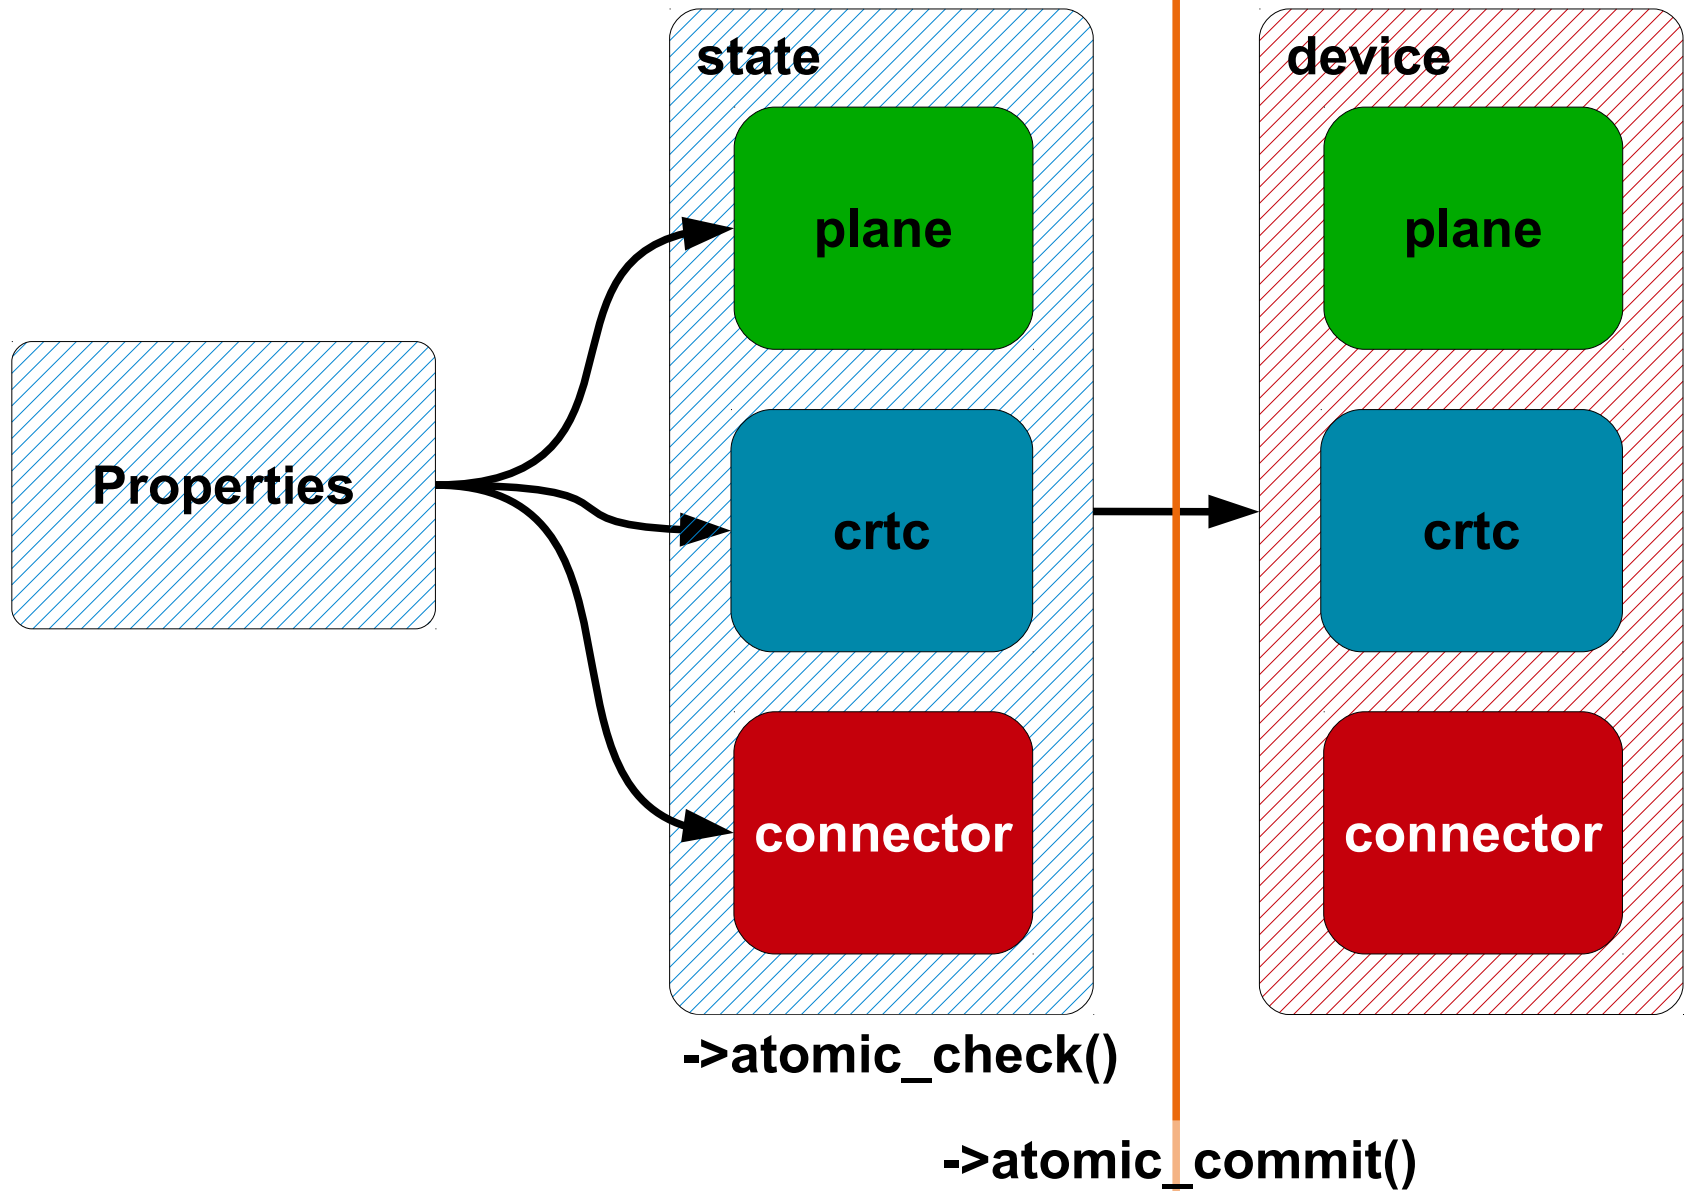 state
device
plane
plane
Properties
crtc
crtc
connector
connector
->atomic_check()
->atomic_commit()